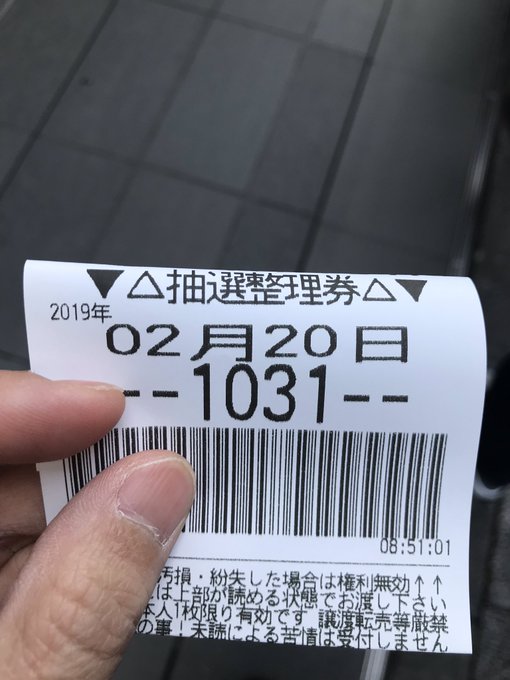 ▼△抽選整理券△▼
2019年
02月20日
--1031--
08:51:01
汚損・紛失した場合は権利無効↑↑
は上部が読める状態でお渡し下さい
本人1枚限り有効です 譲渡転売等厳禁
の事!未読による苦情は受付しません